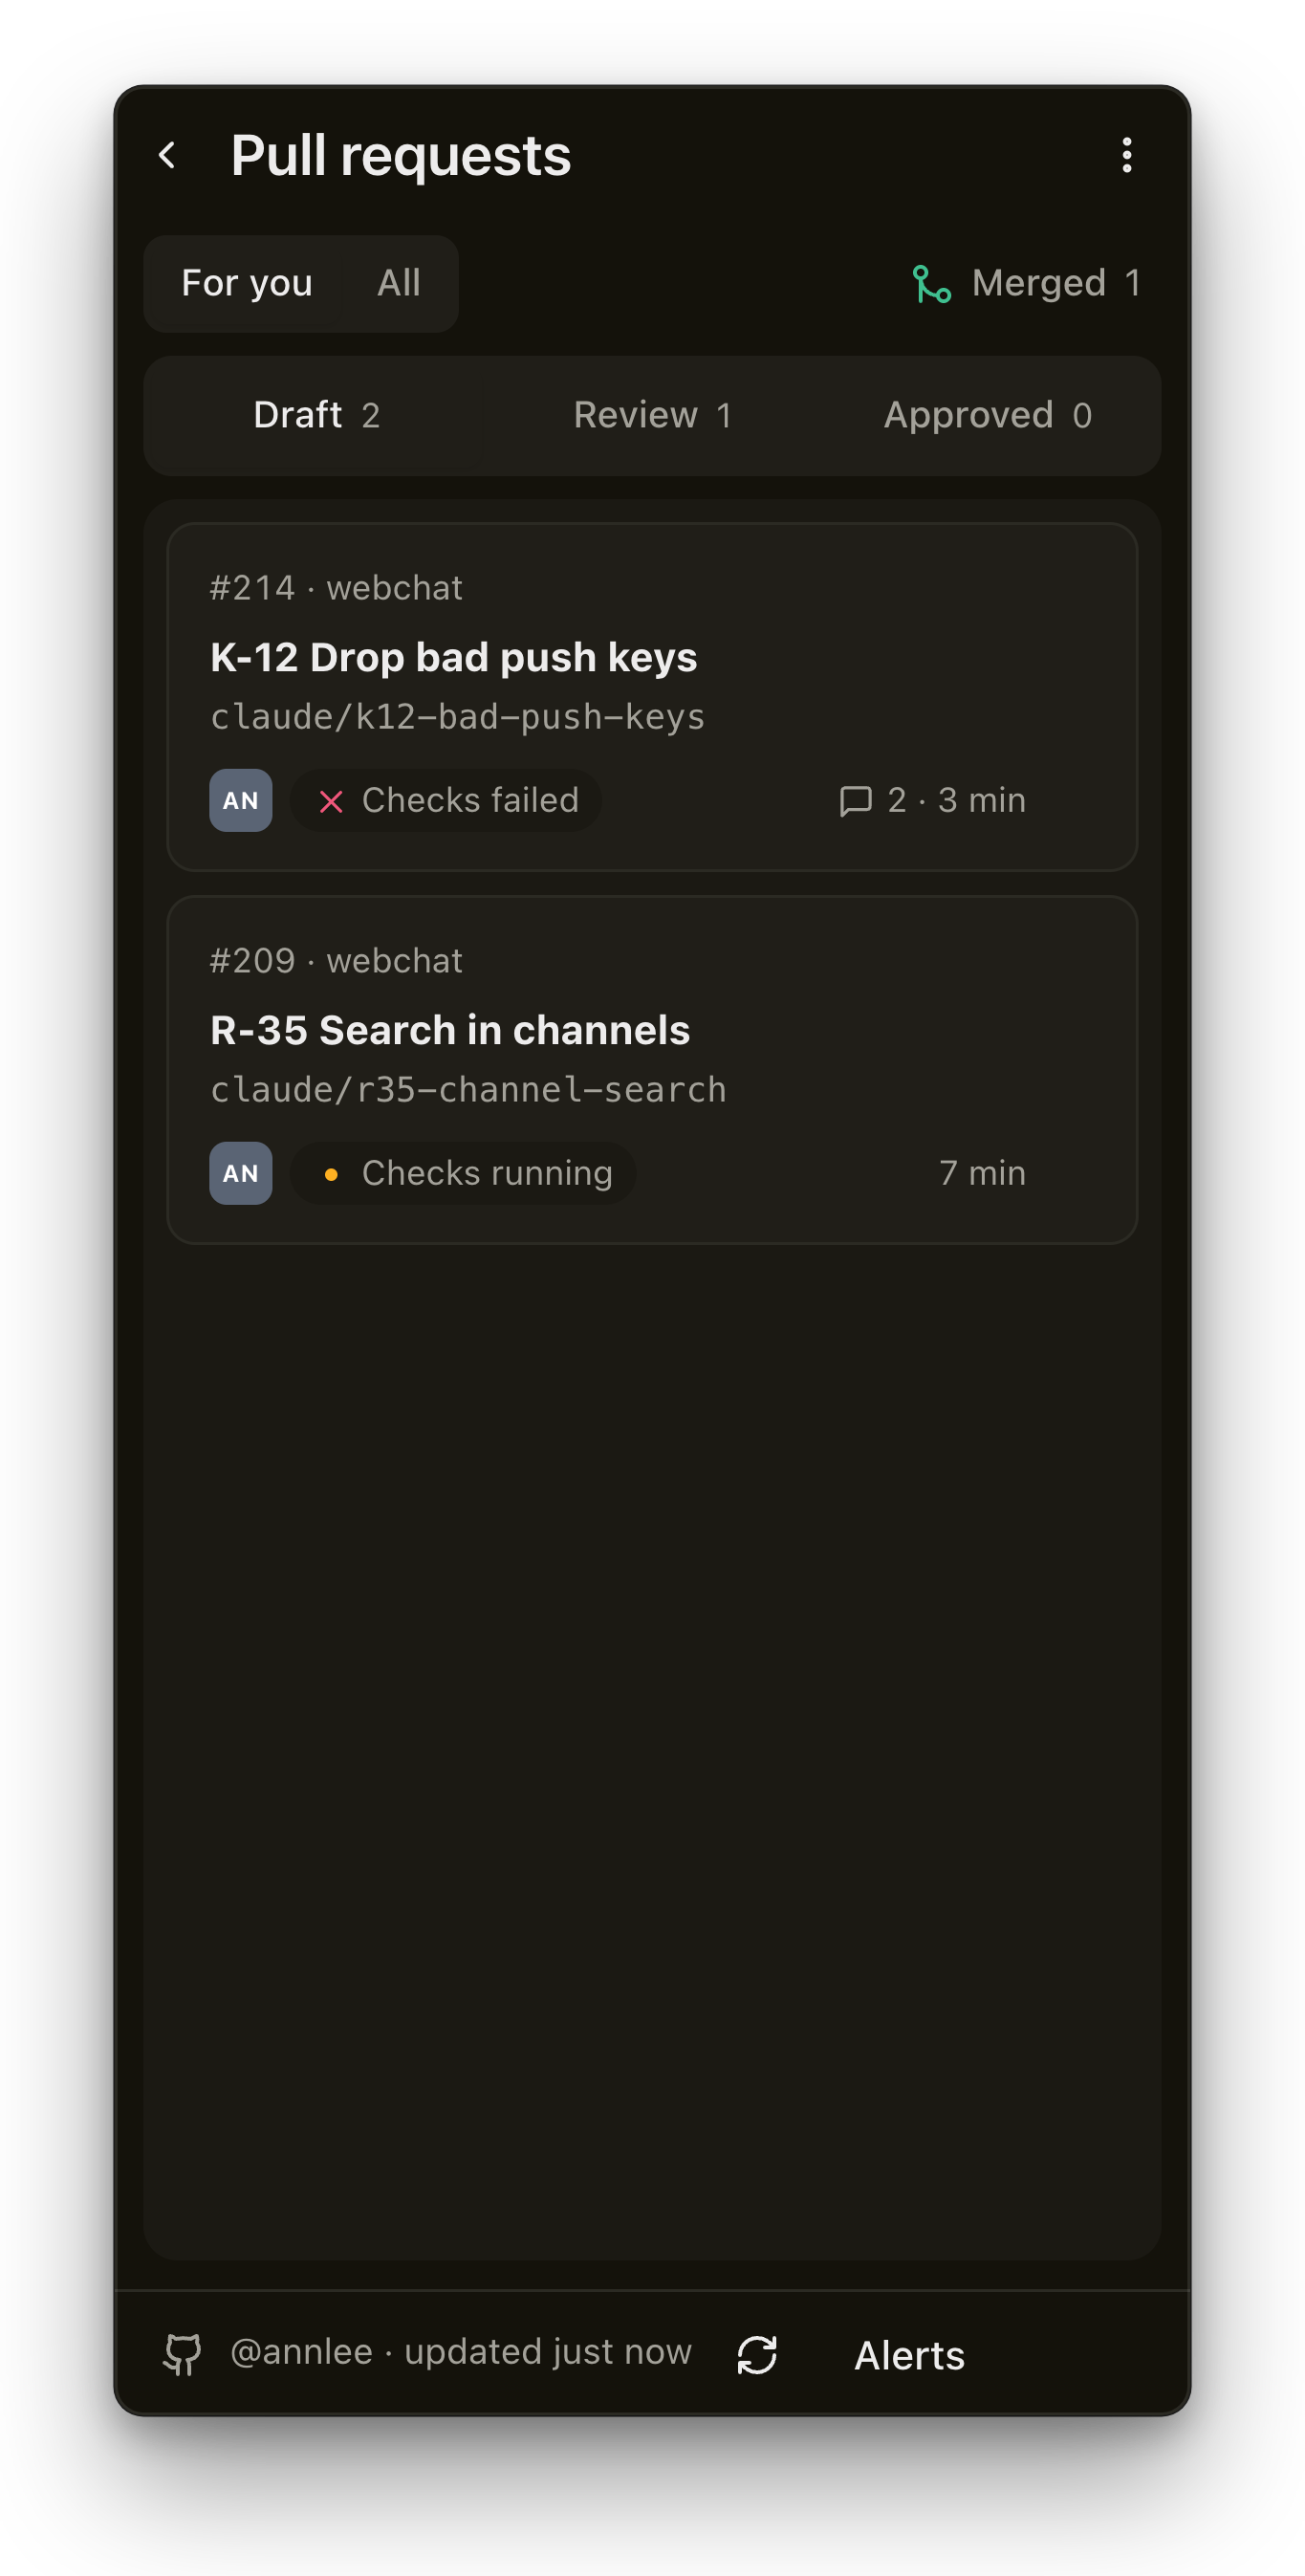 Pull requests
For you All Merged 1
Draft 2 Review 1 Approved 0
#214 · webchat
K-12 Drop bad push keys
claude/k12-bad-push-keys
AN Checks failed 2 · 3 min
#209 · webchat
R-35 Search in channels
claude/r35-channel-search
AN Checks running 7 min
@annlee · updated just now Alerts